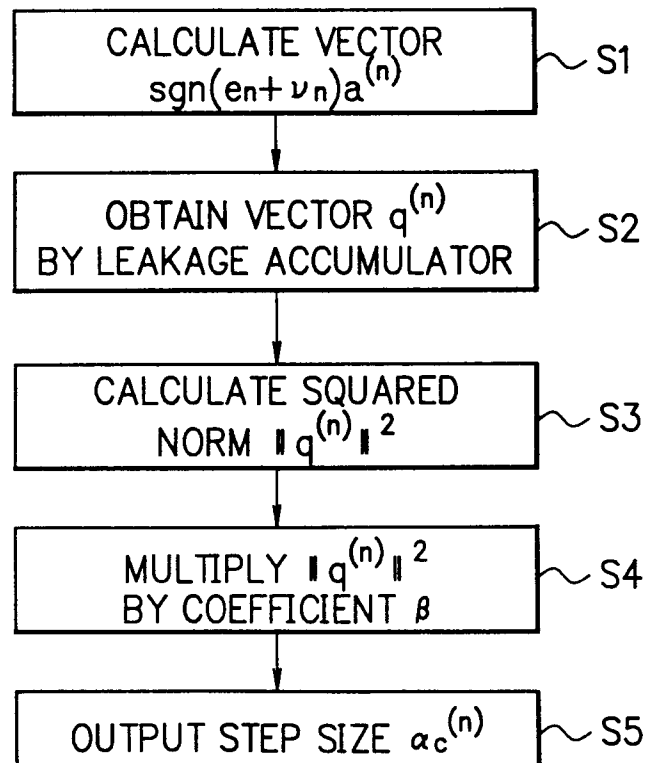 CALCULATE VECTOR
sgn(en+νn)a(n)
S1
OBTAIN VECTOR q(n)
BY LEAKAGE ACCUMULATOR
S2
CALCULATE SQUARED
NORM ‖q(n)‖2
S3
MULTIPLY ‖q(n)‖2
BY COEFFICIENT β
S4
OUTPUT STEP SIZE αc(n)
S5